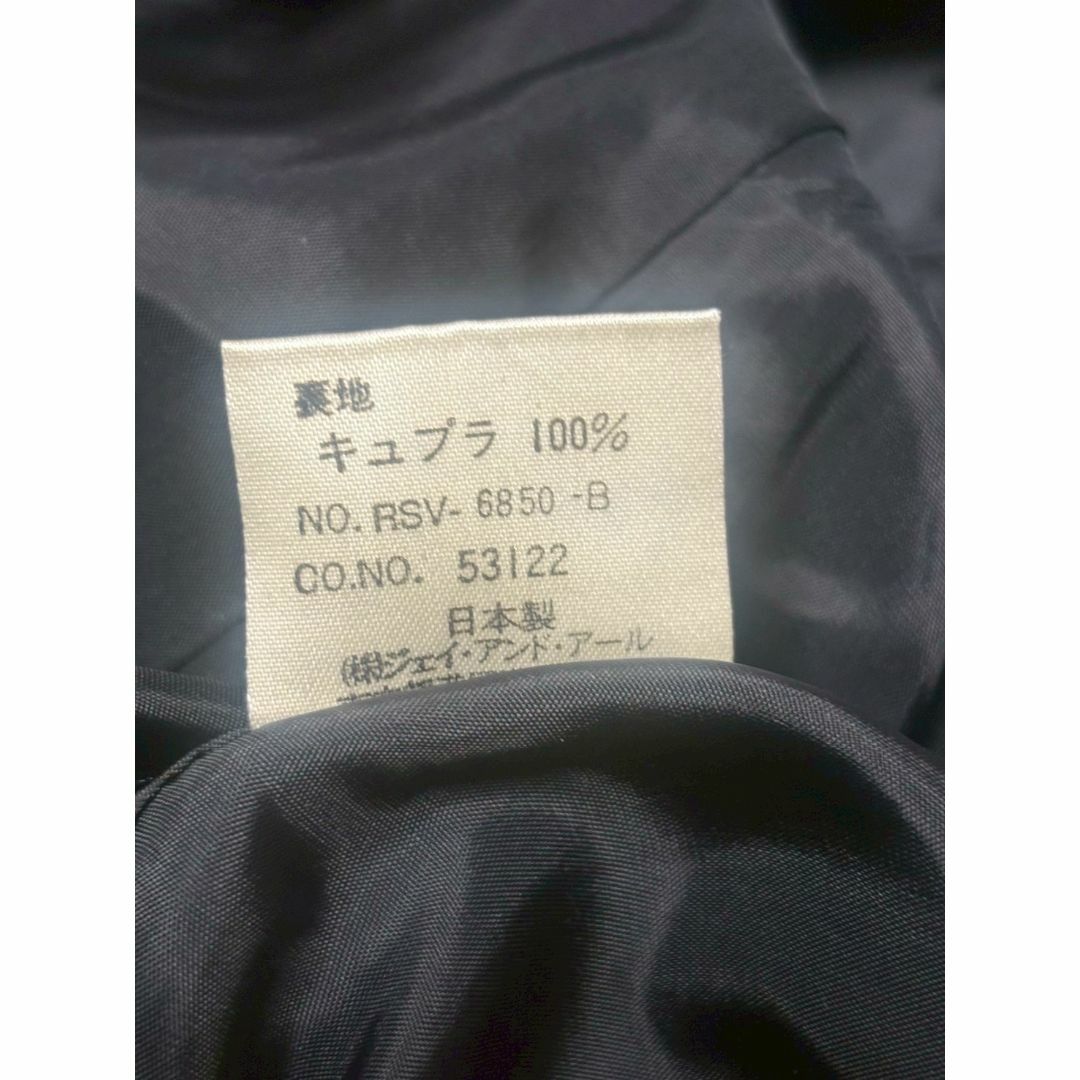 裏地
キュプラ 100%
NO. RSV- 6850 -B
CO.NO. 53122
日本製
(株)ジェイ・アンド・アール